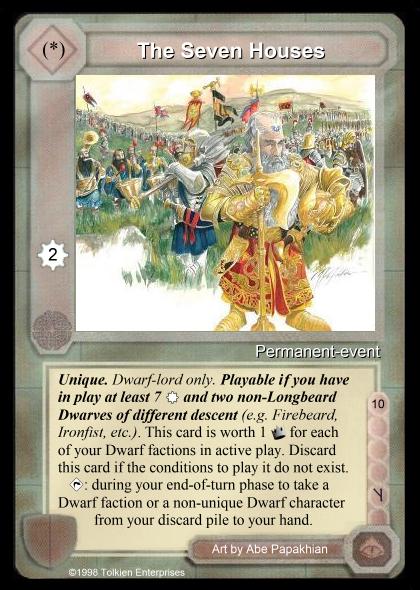 (*)
The Seven Houses
2
Permanent-event
Unique. Dwarf-lord only. Playable if you have
in play at least 7 and two non-Longbeard
Dwarves of different descent (e.g. Firebeard,
Ironfist, etc.). This card is worth 1 for each
of your Dwarf factions in active play. Discard
this card if the conditions to play it do not exist.
: during your end-of-turn phase to take a
Dwarf faction or a non-unique Dwarf character
from your discard pile to your hand.
10
Art by Abe Papakhian
©1998 Tolkien Enterprises